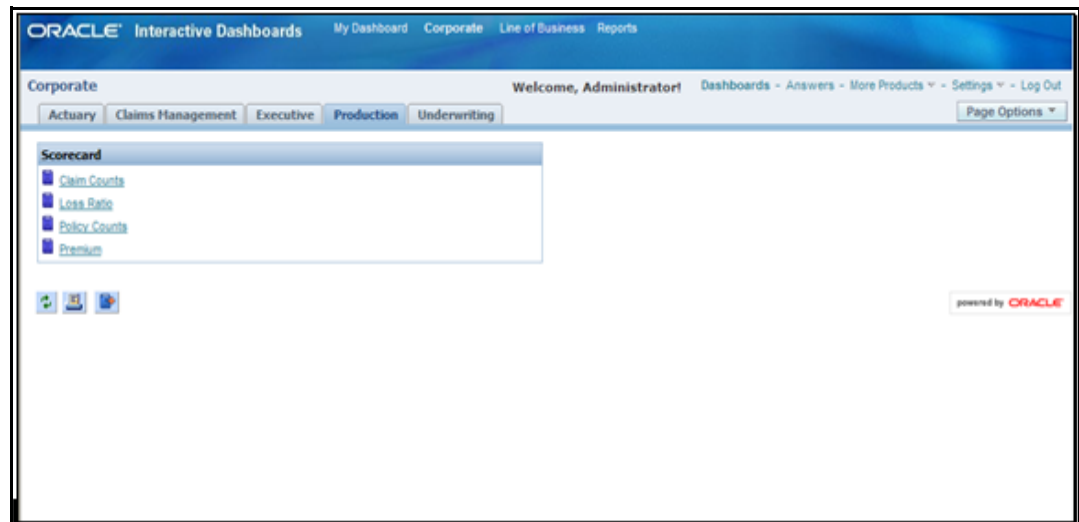 ORACLE Interactive Dashboards My Dashboard Corporate Line of Business Reports
Corporate Welcome, Administrator! Dashboards - Answers - More Products - Settings - Log Out
Actuary Claims Management Executive Production Underwriting Page Options
Scorecard
Claim Counts
Loss Ratio
Policy Counts
Premium
powered by ORACLE